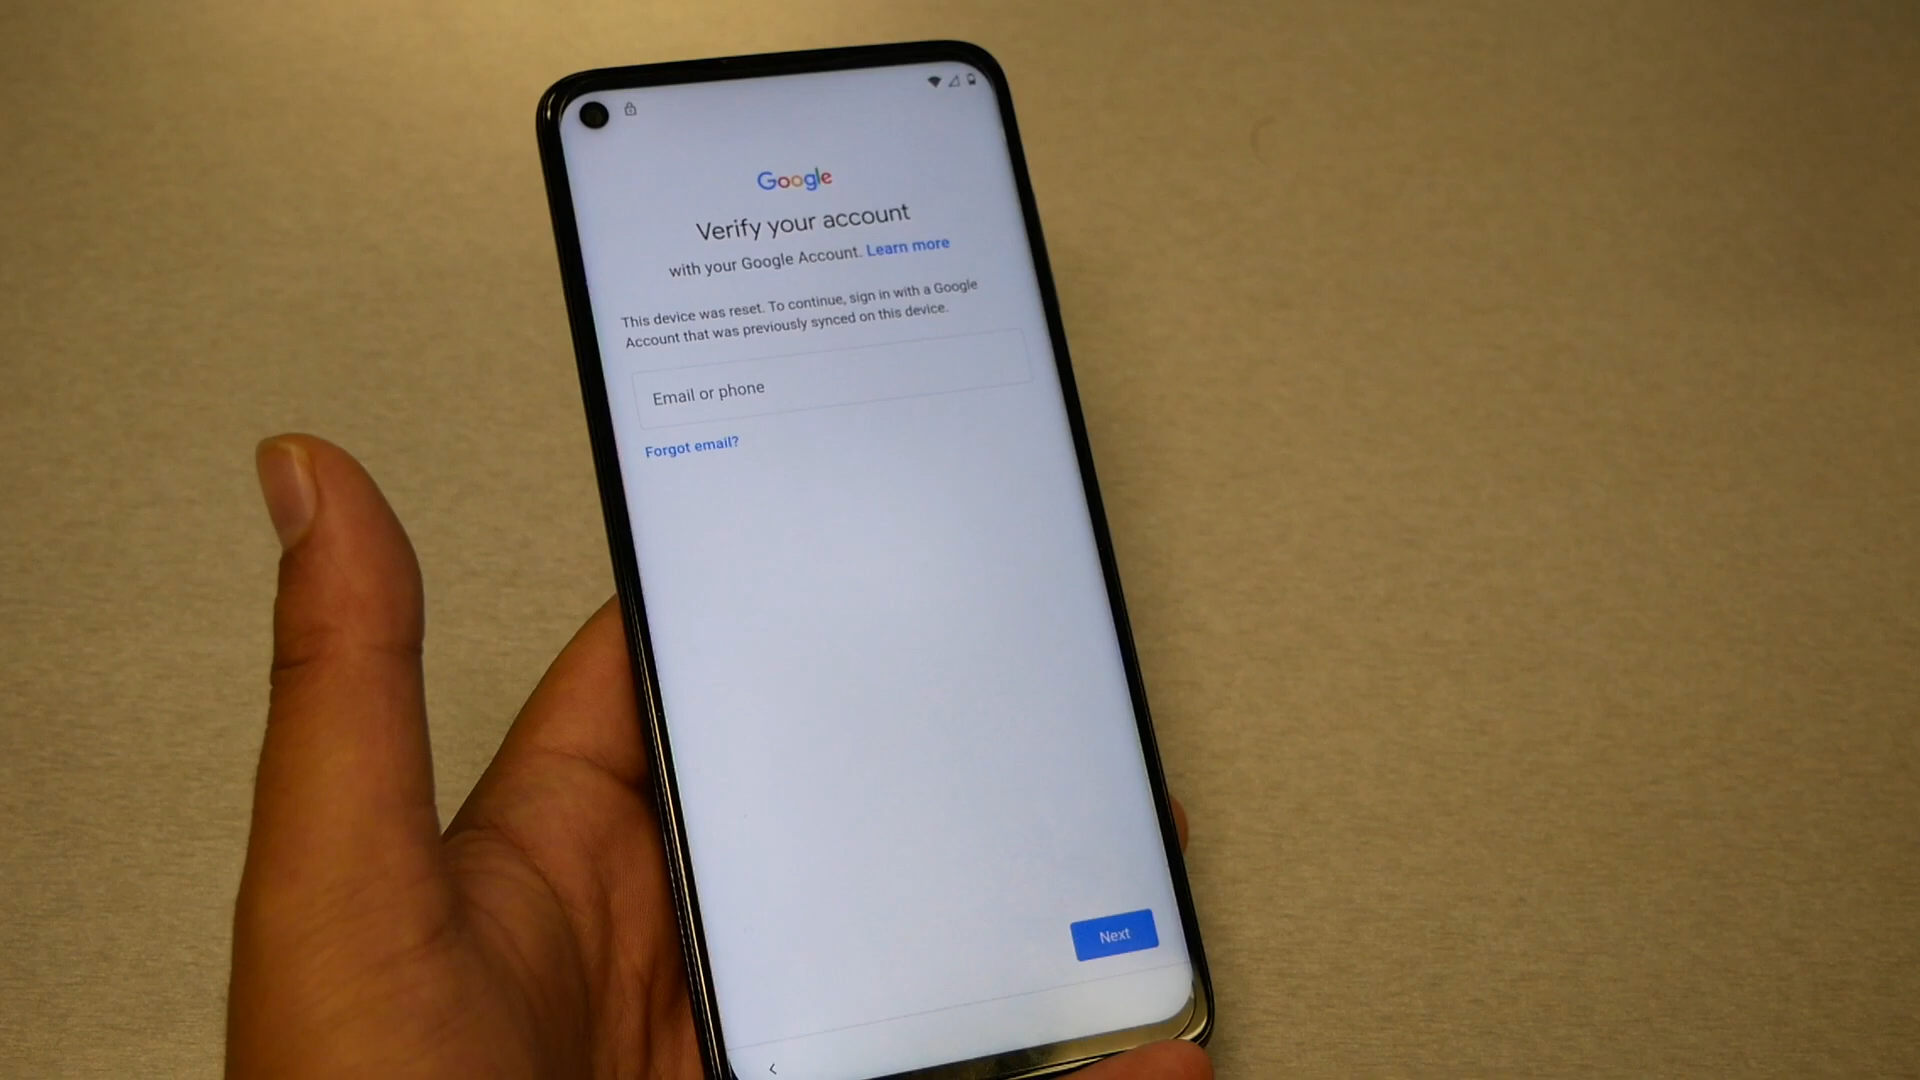 Google
Verify your account
with your Google Account. Learn more
This device was reset. To continue, sign in with a Google
Account that was previously synced on this device.
Email or phone
Forgot email?
Next